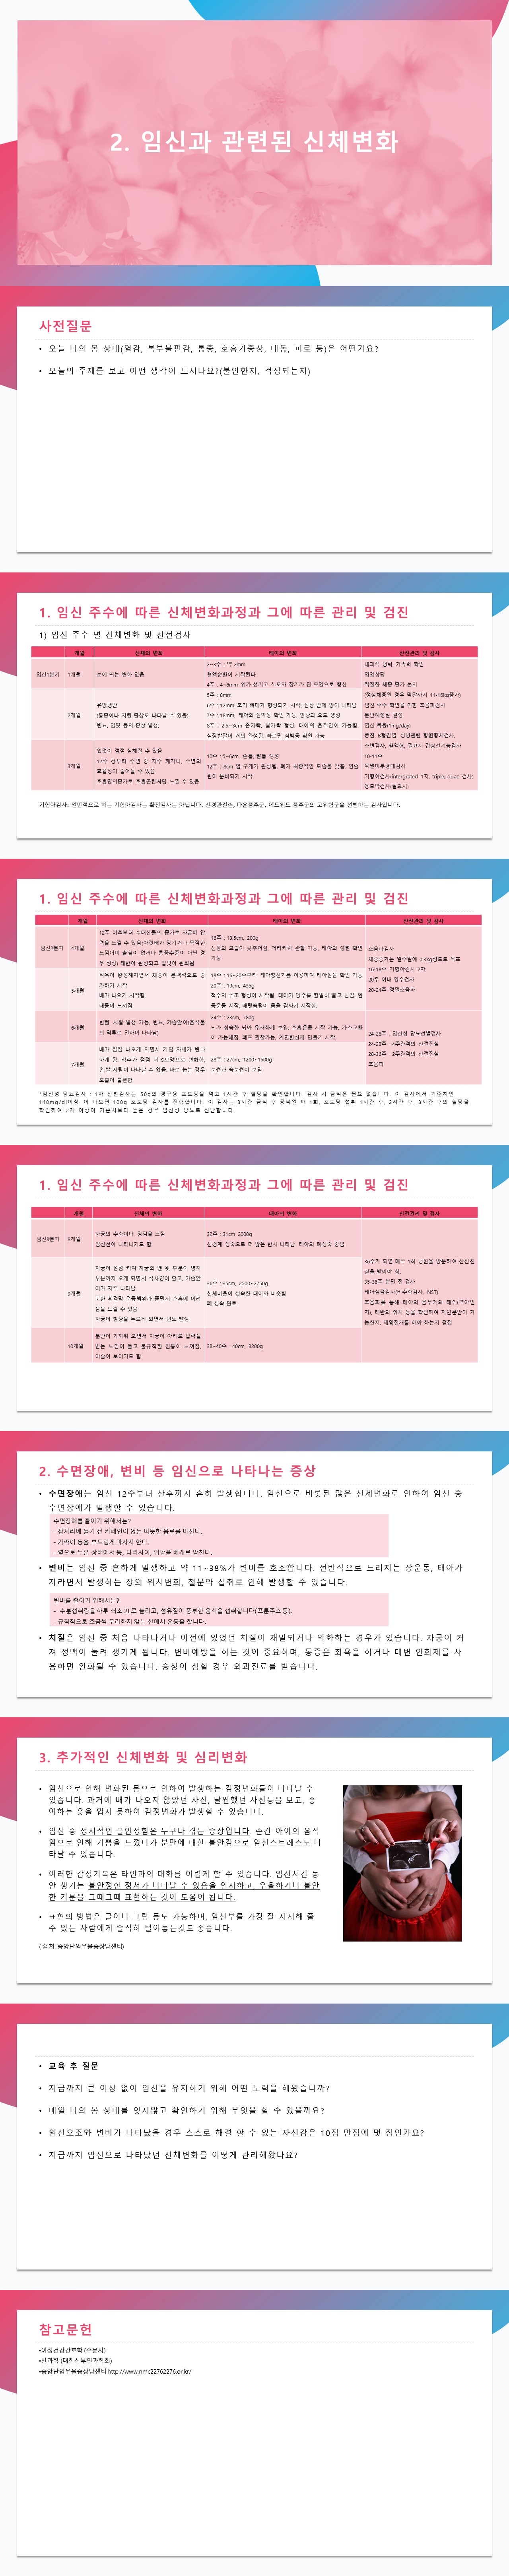 2. 임신과 관련된 신체변화
사전질문
• 오늘 나의 몸 상태(열감, 복부불편감, 통증, 호흡기증상, 태동, 피로 등)은 어떤가요?
• 오늘의 주제를 보고 어떤 생각이 드시나요?(불안한지, 걱정되는지)
1. 임신 주수에 따른 신체변화과정과 그에 따른 관리 및 검진
1) 임신 주수 별 신체변화 및 산전검사
개월 신체의 변화 태아의 변화 산전관리 및 검사
임신1분기 1개월 눈에 띄는 변화 없음
2~3주 : 약 2mm
혈액순환이 시작된다
4주 : 4~6mm 위가 생기고 식도와 장기가 관 모양으로 형성
2개월
유방팽만
(통증이나 저린 증상도 나타날 수 있음),
빈뇨, 입덧 등의 증상 발생,
5주 : 8mm
6주 : 12mm 초기 뼈대가 형성되기 시작, 심장 안에 방이 나타남
7주 : 18mm, 태아의 심박동 확인 가능, 방광과 요도 생성
8주 : 2.5~3cm 손가락, 발가락 형성, 태아의 움직임이 가능함.
심장발달이 거의 완성됨. 빠르면 심박동 확인 가능
3개월
입덧이 점점 심해질 수 있음
12주 경부터 수면 중 자주 깨거나, 수면의
효율성이 줄어들 수 있음.
호흡량의증가로 호흡곤란처럼 느낄 수 있음
10주 : 5~6cm, 손톱, 발톱 생성
12주 : 8cm 입-구개가 완성됨. 폐가 최종적인 모습을 갖춤. 인슐
린이 분비되기 시작
내과적 병력, 가족력 확인
영양상담
적절한 체중 증가 논의
(정상체중인 경우 막달까지 11-16kg증가)
임신 주수 확인을 위한 초음파검사
분만예정일 결정
엽산 복용(1mg/day)
풍진, B형간염, 성병관련 항원항체검사,
소변검사, 혈액형, 필요시 갑상선기능검사
10-11주
목덜미투명대검사
기형아검사(intergrated 1차, triple, quad 검사)
융모막검사(필요시)
기형아검사: 일반적으로 하는 기형아검사는 확진검사는 아닙니다. 신경관결손, 다운증후군, 에드워드 증후군의 고위험군을 선별하는 검사입니다.
1. 임신 주수에 따른 신체변화과정과 그에 따른 관리 및 검진
개월 신체의 변화 태아의 변화 산전관리 및 검사
임신2분기 4개월
12주 이후부터 수태산물의 증가로 자궁에 압
력을 느낄 수 있음(아랫배가 당기거나 묵직한
느낌이며 출혈이 없거나 통증수준이 아닌 경
우 정상) 태반이 완성되고 입덧이 완화됨
16주 : 13.5cm, 200g
신장의 모습이 갖추어짐. 머리카락 관찰 가능, 태아의 성별 확인
가능
5개월
식욕이 왕성해지면서 체중이 본격적으로 증
가하기 시작
배가 나오기 시작함.
태동이 느껴짐
18주 : 16~20주부터 태아청진기를 이용하여 태아심음 확인 가능
20주 : 19cm, 435g
척수의 수초 형성이 시작됨. 태아가 양수를 활발히 빨고 넘김, 연
동운동 시작, 배냇솜털이 몸을 감싸기 시작함.
초음파검사
체중증가는 일주일에 0.3kg정도로 목표
16-18주 기형아검사 2차,
20주 이내 양수검사
20-24주 정밀초음파
6개월
빈혈, 치질 발생 가능, 빈뇨, 가슴앓이(음식물
의 역류로 인하여 나타남)
24주 : 23cm, 780g
뇌가 성숙한 뇌와 유사하게 보임. 호흡운동 시작 가능, 가스교환
이 가능해짐, 폐포 관찰가능, 계면활성제 만들기 시작,
7개월
배가 점점 나오게 되면서 기립 자세가 변화
하게 됨. 척추가 점점 더 S모양으로 변화함,
손,발 저림이 나타날 수 있음. 바로 눕는 경우
호흡이 불편함
28주 : 27cm, 1200~1500g
눈썹과 속눈썹이 보임
24-28주 : 임신성 당뇨선별검사
24-28주 : 4주간격의 산전진찰
28-36주 : 2주간격의 산전진찰
초음파
*임신성 당뇨검사 : 1차 선별검사는 50g의 경구용 포도당을 먹고 1시간 후 혈당을 확인합니다. 검사 시 금식은 필요 없습니다. 이 검사에서 기준치인
140mg/dl이상 이 나오면 100g 포도당 검사를 진행합니다. 이 검사는 8시간 금식 후 공복일 때 1회, 포도당 섭취 1시간 후, 2시간 후, 3시간 후의 혈당을
확인하여 2개 이상이 기준치보다 높은 경우 임신성 당뇨로 진단합니다.
1. 임신 주수에 따른 신체변화과정과 그에 따른 관리 및 검진
개월 신체의 변화 태아의 변화 산전관리 및 검사
임신3분기 8개월
자궁의 수축이나, 당김을 느낌
임신선이 나타나기도 함
32주 : 31cm 2000g
신경계 성숙으로 더 많은 반사 나타남. 태아의 폐성숙 중임.
9개월
자궁이 점점 커져 자궁의 맨 윗 부분이 명치
부분까지 오게 되면서 식사량이 줄고, 가슴앓
이가 자주 나타남.
또한 횡격막 운동범위가 줄면서 호흡에 어려
움을 느낄 수 있음
자궁이 방광을 누르게 되면서 빈뇨 발생
36주 : 35cm, 2500~2750g
신체비율이 성숙한 태아와 비슷함
폐 성숙 완료
10개월
분만이 가까워 오면서 자궁이 아래로 압력을
받는 느낌이 들고 불규칙한 진통이 느껴짐,
이슬이 보이기도 함
38~40주 : 40cm, 3200g
36주가 되면 매주 1회 병원을 방문하여 산전진
찰을 받아야 함.
35-36주 분만 전 검사
태아심음검사(비수축검사, NST)
초음파를 통해 태아의 몸무게와 태위(역아인
지), 태반의 위치 등을 확인하여 자연분만이 가
능한지, 제왕절개를 해야 하는지 결정
2. 수면장애, 변비 등 임신으로 나타나는 증상
• 수면장애는 임신 12주부터 산후까지 흔히 발생합니다. 임신으로 비롯된 많은 신체변화로 인하여 임신 중
수면장애가 발생할 수 있습니다.
수면장애를 줄이기 위해서는?
- 잠자리에 들기 전 카페인이 없는 따뜻한 음료를 마신다.
- 가족이 등을 부드럽게 마사지 한다.
- 옆으로 누운 상태에서 등, 다리사이, 뒤팔을 베개로 받친다.
• 변비는 임신 중 흔하게 발생하고 약 11~38%가 변비를 호소합니다. 전반적으로 느려지는 장운동, 태아가
자라면서 발생하는 장의 위치변화, 철분약 섭취로 인해 발생할 수 있습니다.
변비를 줄이기 위해서는?
- 수분섭취량을 하루 최소 2L로 늘리고, 섬유질이 풍부한 음식을 섭취합니다(프룬주스 등).
- 규칙적으로 조금씩 무리하지 않는 선에서 운동을 합니다.
• 치질은 임신 중 처음 나타나거나 이전에 있었던 치질이 재발되거나 악화하는 경우가 있습니다. 자궁이 커
져 정맥이 눌려 생기게 됩니다. 변비예방을 하는 것이 중요하며, 통증은 좌욕을 하거나 대변 연화제를 사
용하면 완화될 수 있습니다. 증상이 심할 경우 외과진료를 받습니다.
3. 추가적인 신체변화 및 심리변화
• 임신으로 인해 변화된 몸으로 인하여 발생하는 감정변화들이 나타날 수
있습니다. 과거에 배가 나오지 않았던 사진, 날씬했던 사진등을 보고, 좋
아하는 옷을 입지 못하여 감정변화가 발생할 수 있습니다.
• 임신 중 정서적인 불안정함은 누구나 겪는 증상입니다. 순간 아이의 움직
임으로 인해 기쁨을 느꼈다가 분만에 대한 불안감으로 임신스트레스도 나
타날 수 있습니다.
• 이러한 감정기복은 타인과의 대화를 어렵게 할 수 있습니다. 임신시간 동
안 생기는 불안정한 정서가 나타날 수 있음을 인지하고, 우울하거나 불안
한 기분을 그때그때 표현하는 것이 도움이 됩니다.
• 표현의 방법은 글이나 그림 등도 가능하며, 임신부를 가장 잘 지지해 줄
수 있는 사람에게 솔직히 털어놓는것도 좋습니다.
(출처:중앙난임우울증상담센터)
• 교육 후 질문
• 지금까지 큰 이상 없이 임신을 유지하기 위해 어떤 노력을 해왔습니까?
• 매일 나의 몸 상태를 잊지않고 확인하기 위해 무엇을 할 수 있을까요?
• 임신오조와 변비가 나타났을 경우 스스로 해결 할 수 있는 자신감은 10점 만점에 몇 점인가요?
• 지금까지 임신으로 나타났던 신체변화를 어떻게 관리해왔나요?
참고문헌
•여성건강간호학 (수문사)
•산과학 (대한산부인과학회)
•중앙난임우울증상담센터 http://www.nmc22762276.or.kr/